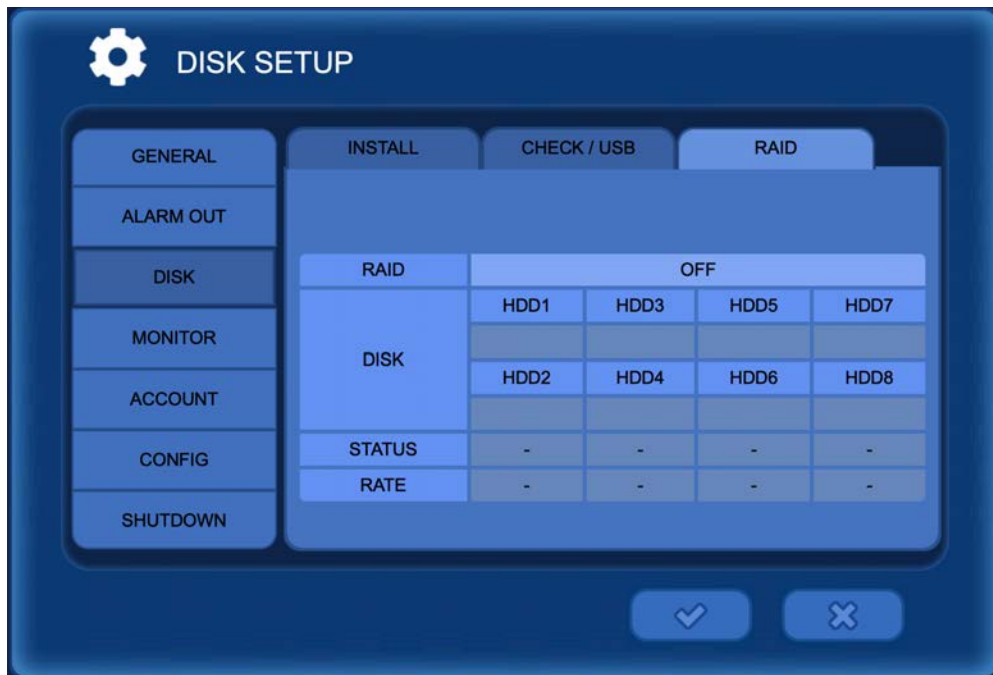 DISK SETUP
GENERAL
ALARM OUT
DISK
MONITOR
ACCOUNT
CONFIG
SHUTDOWN
INSTALL CHECK / USB RAID
RAID OFF
DISK
HDD1 HDD3 HDD5 HDD7
HDD2 HDD4 HDD6 HDD8
STATUS - - - -
RATE - - - -